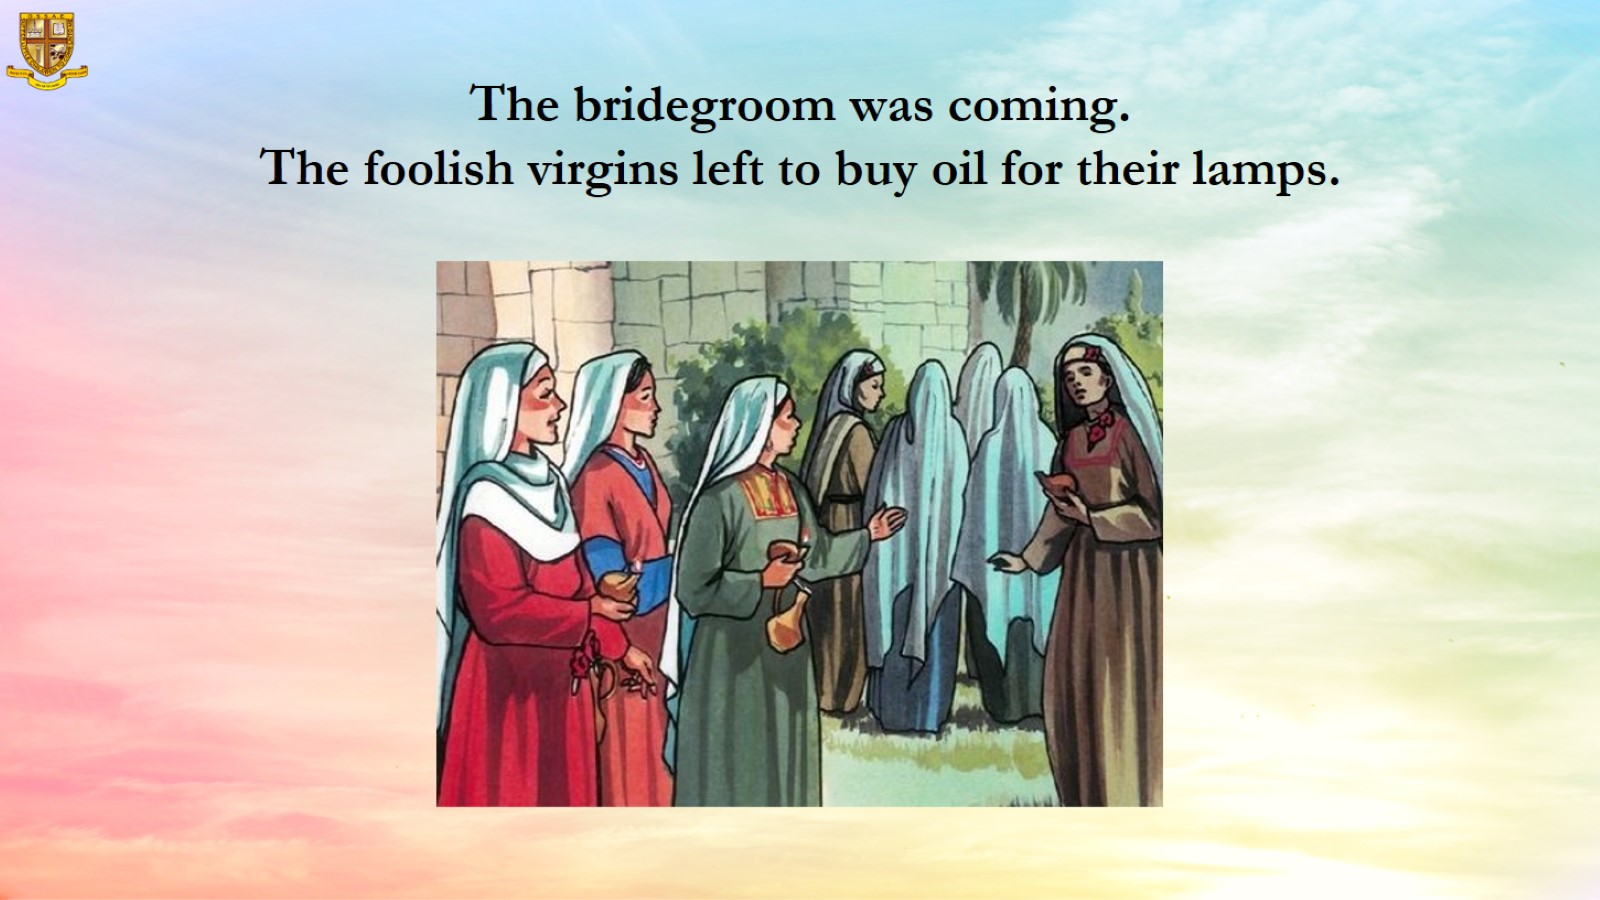 The bridegroom was coming.
The foolish virgins left to buy oil for their lamps.